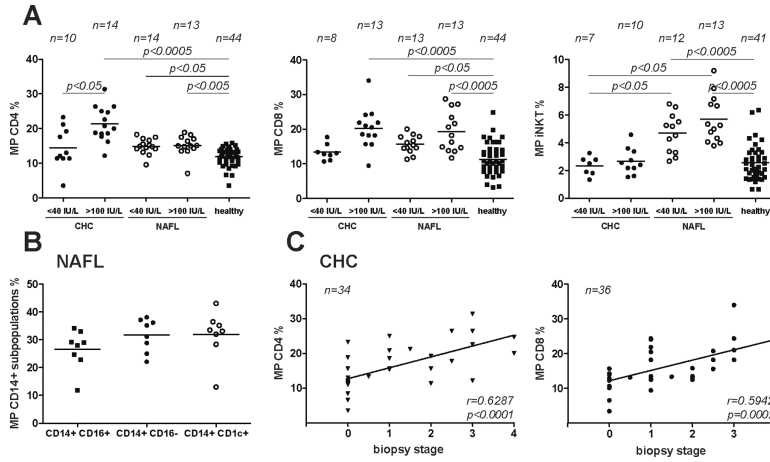 A
n=10 n=14 n=14 n=13 n=44
p<0.0005
p<0.05
p<0.05 p<0.005
MP CD4 %
40
30
20
10
0
<40 IU/L >100 IU/L <40 IU/L >100 IU/L healthy
CHC NAFL
n=8 n=13 n=13 n=13 n=44
p<0.0005
p<0.05
p<0.0005
MP CD8 %
40
30
20
10
0
<40 IU/L >100 IU/L <40 IU/L >100 IU/L healthy
CHC NAFL
n=7 n=10 n=12 n=13 n=41
p<0.0005
p<0.05
p<0.05 p<0.0005
MP iNKT %
10
8
6
4
2
0
<40 IU/L >100 IU/L <40 IU/L >100 IU/L healthy
CHC NAFL
B NAFL
MP CD14+ subpopulations %
50
40
30
20
10
0
CD14+ CD16+ CD14+ CD16- CD14+ CD1c+
C CHC
n=34
MP CD4 %
40
30
20
10
r=0.6287
p<0.0001
0 1 2 3 4
biopsy stage
n=36
MP CD8 %
40
30
20
10
r=0.5942
0 1 2 3
biopsy stage